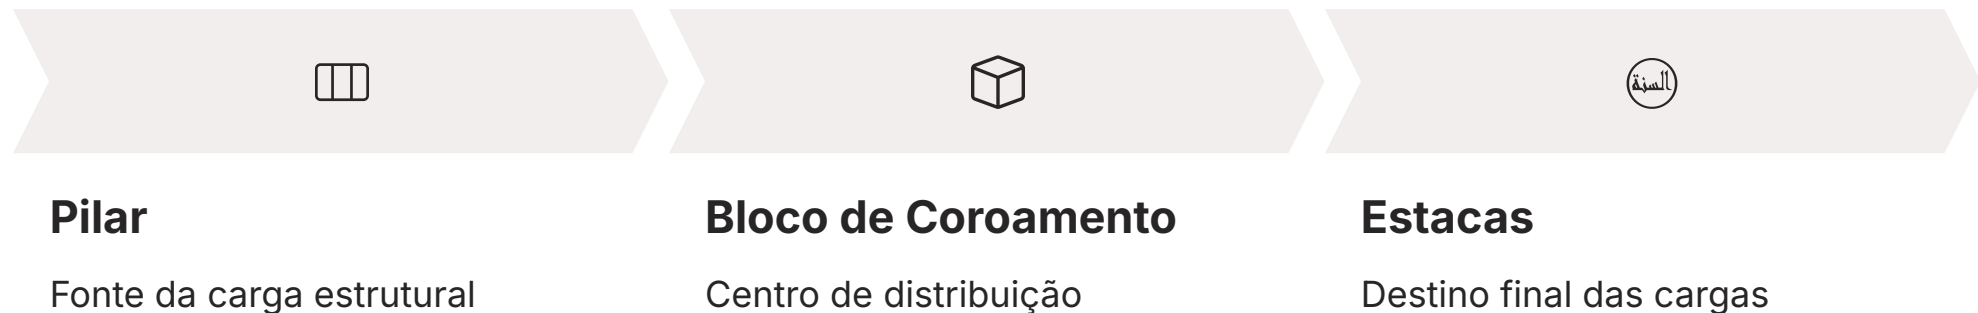 السنة
Pilar
Bloco de Coroamento
Estacas
Fonte da carga estrutural
Centro de distribuição
Destino final das cargas